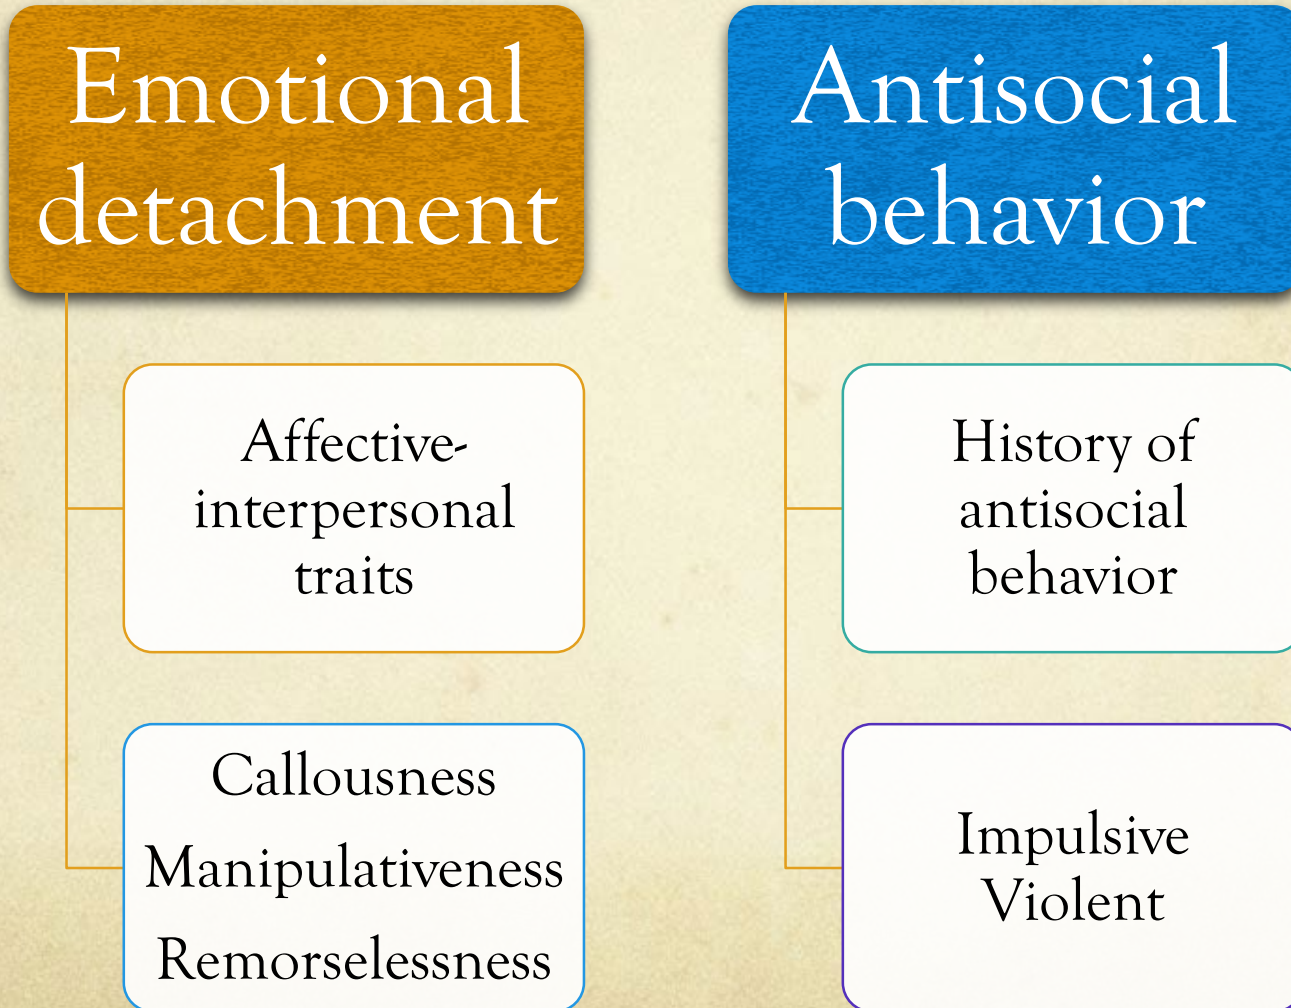 Emotional
detachment
Affective-
interpersonal
traits
Callousness
Manipulativeness
Remorselessness
Antisocial
behavior
History of
antisocial
behavior
Impulsive
Violent